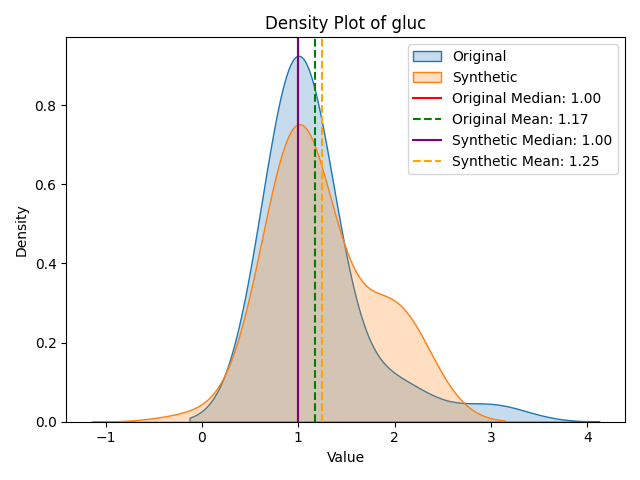 Density Plot of gluc
Original
Synthetic
Original Median: 1.00
Original Mean: 1.17
Synthetic Median: 1.00
Synthetic Mean: 1.25
Density
0.8
0.6
0.4
0.2
0.0
−1
0
1
2
3
4
Value